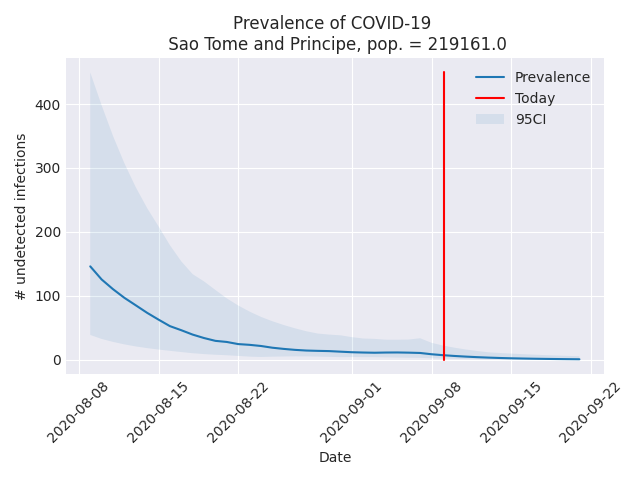 Prevalence of COVID-19
Sao Tome and Principe, pop. = 219161.0
Prevalence
Today
95CI
# undetected infections
400
300
200
100
0
2020-08-08
2020-08-15
2020-08-22
2020-09-01
2020-09-08
2020-09-15
2020-09-22
Date